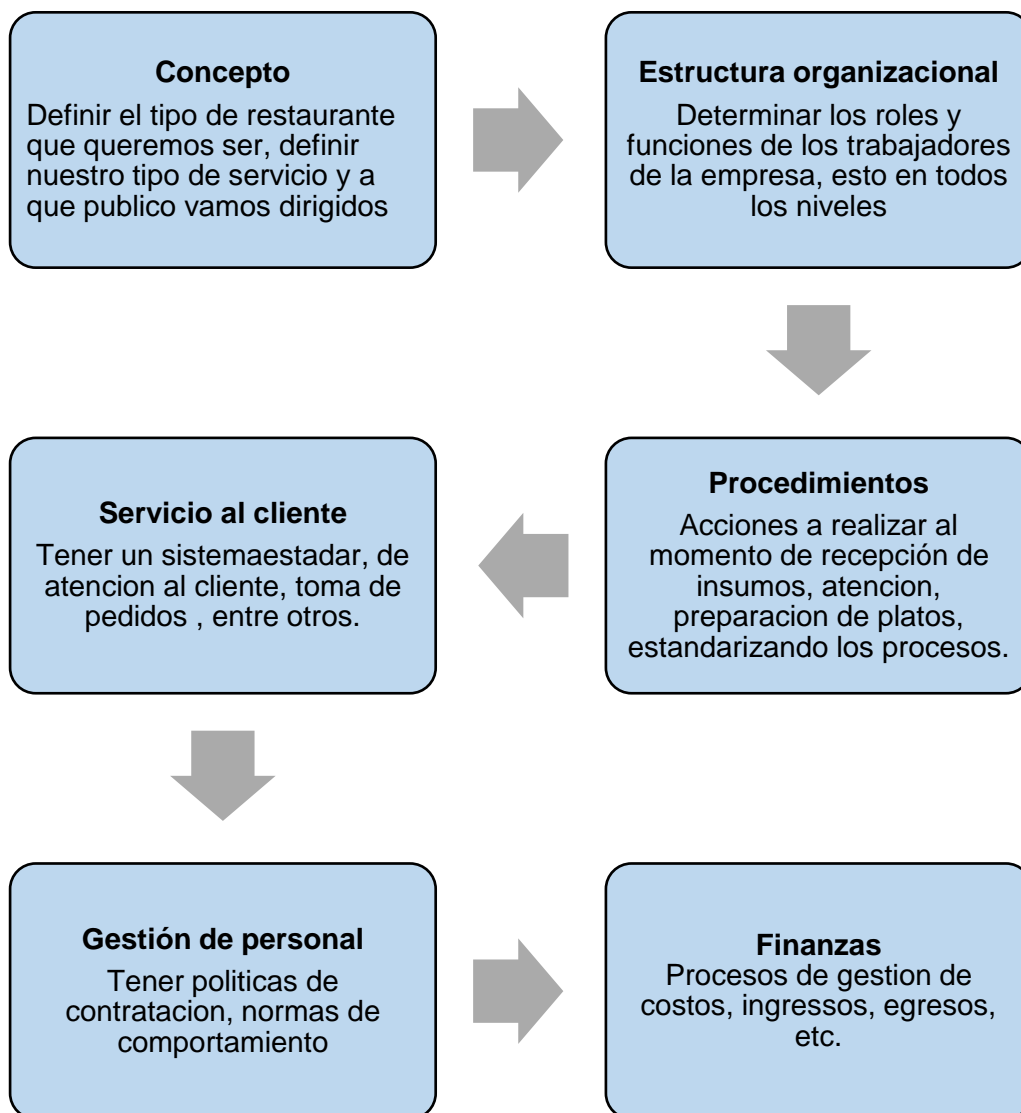 Concepto
Definir el tipo de restaurante
que queremos ser, definir
nuestro tipo de servicio y a
que publico vamos dirigidos
Estructura organizacional
Determinar los roles y
funciones de los trabajadores
de la empresa, esto en todos
los niveles
Procedimientos
Acciones a realizar al
momento de recepción de
insumos, atencion,
preparacion de platos,
estandarizando los procesos.
Servicio al cliente
Tener un sistemaestadar, de
atencion al cliente, toma de
pedidos , entre otros.
Gestión de personal
Tener politicas de
contratacion, normas de
comportamiento
Finanzas
Procesos de gestion de
costos, ingressos, egresos,
etc.